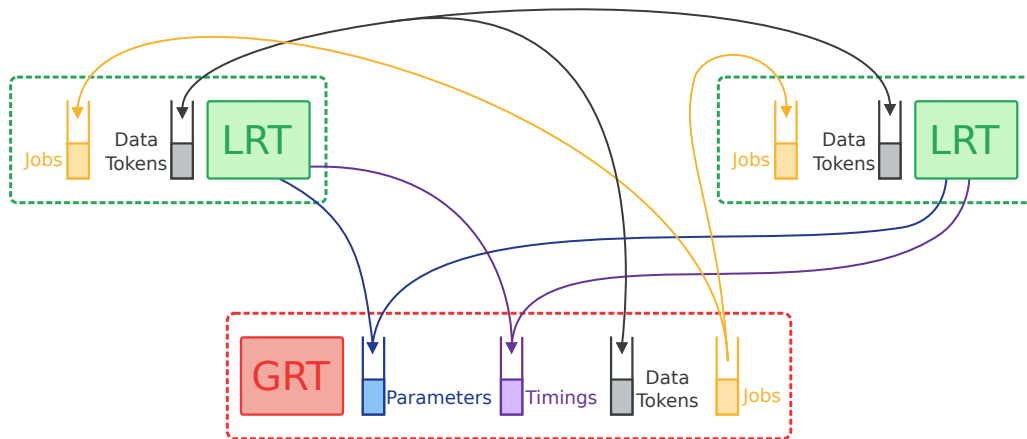 Jobs
Data
Tokens
LRT
Jobs
Data
Tokens
LRT
GRT
Parameters
Timings
Data
Tokens
Jobs